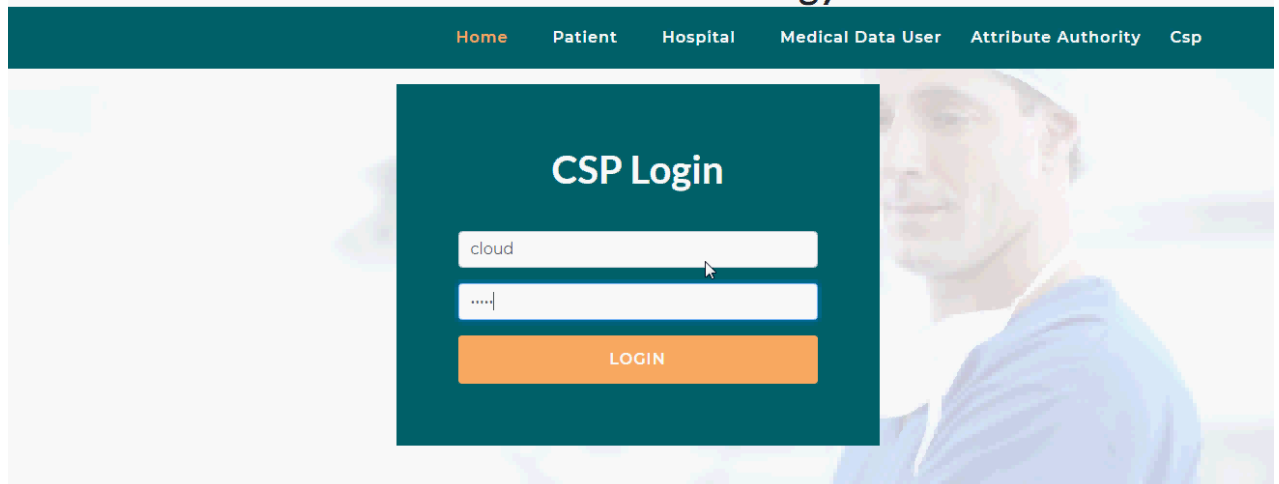 Home Patient Hospital Medical Data User Attribute Authority Csp
CSP Login
cloud
•••••
LOGIN